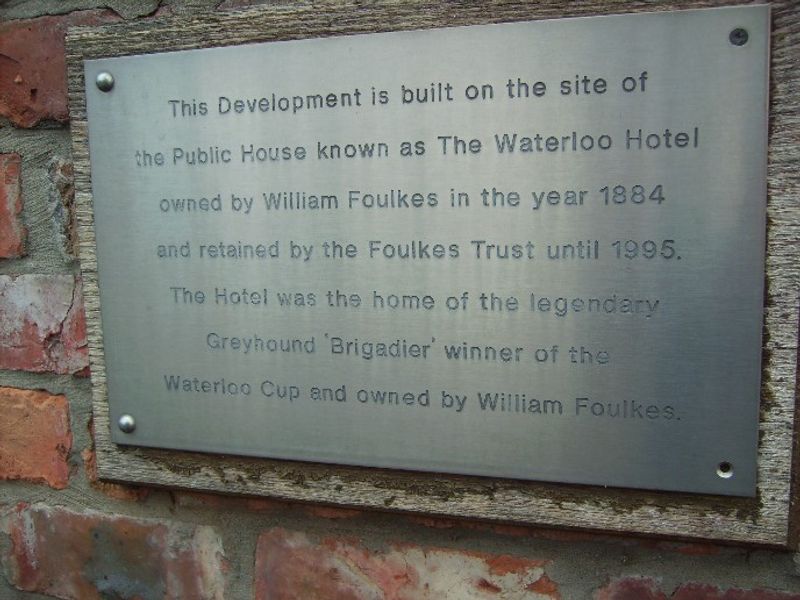 This Development is built on the site of
the Public House known as The Waterloo Hotel
owned by William Foulkes in the year 1884
and retained by the Foulkes Trust until 1995.
The Hotel was the home of the legendary
Greyhound 'Brigadier' winner of the
Waterloo Cup and owned by William Foulkes.